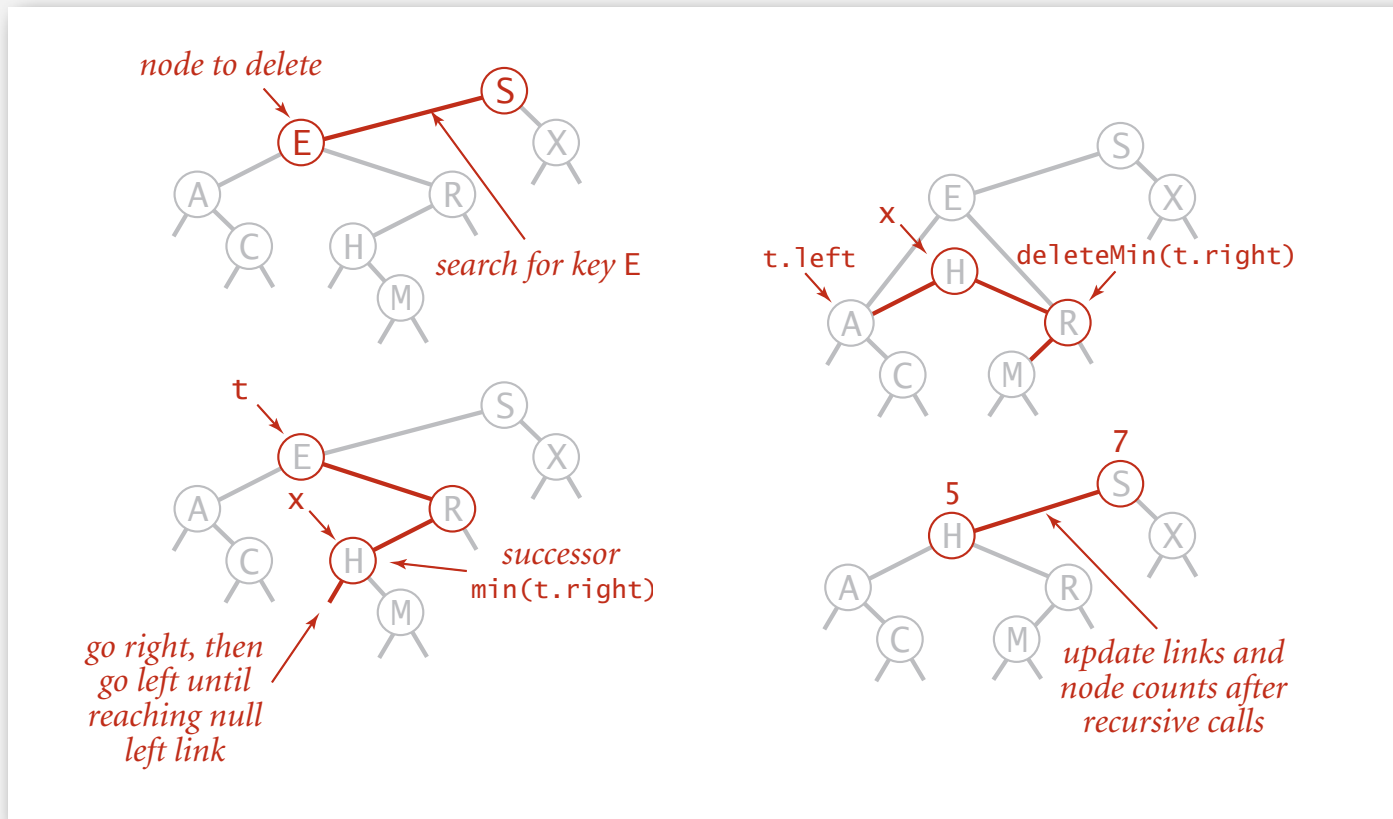 node to delete
S
E
X
A
R
C
H
search for key E
M
t
S
E
X
x
A
R
H
C
successor
min(t.right)
M
go right, then
go left until
reaching null
left link
S
E
X
x
t.left
H
deleteMin(t.right)
A
R
C
M
7
S
5
H
X
A
R
C
M
update links and
node counts after
recursive calls